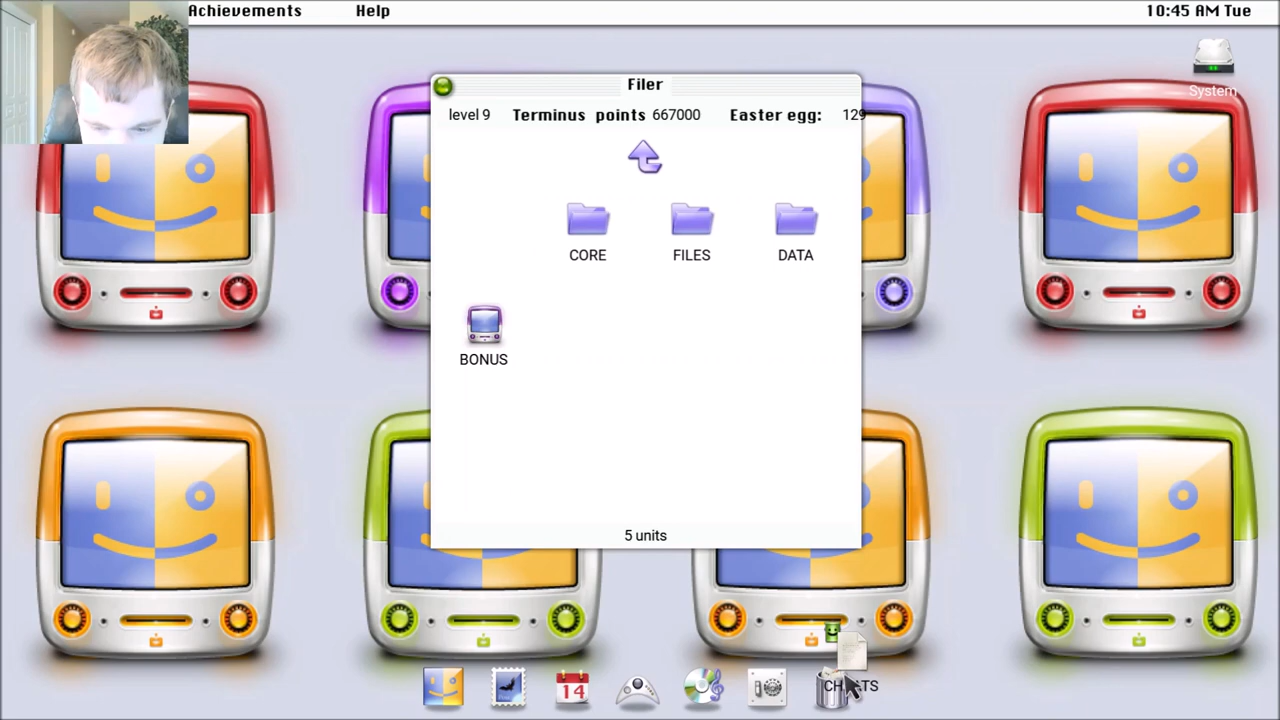 Achievements Help 10:45 AM Tue
System
Filer
level 9 Terminus points 667000 Easter egg: 129
CORE FILES DATA
BONUS
5 units
14